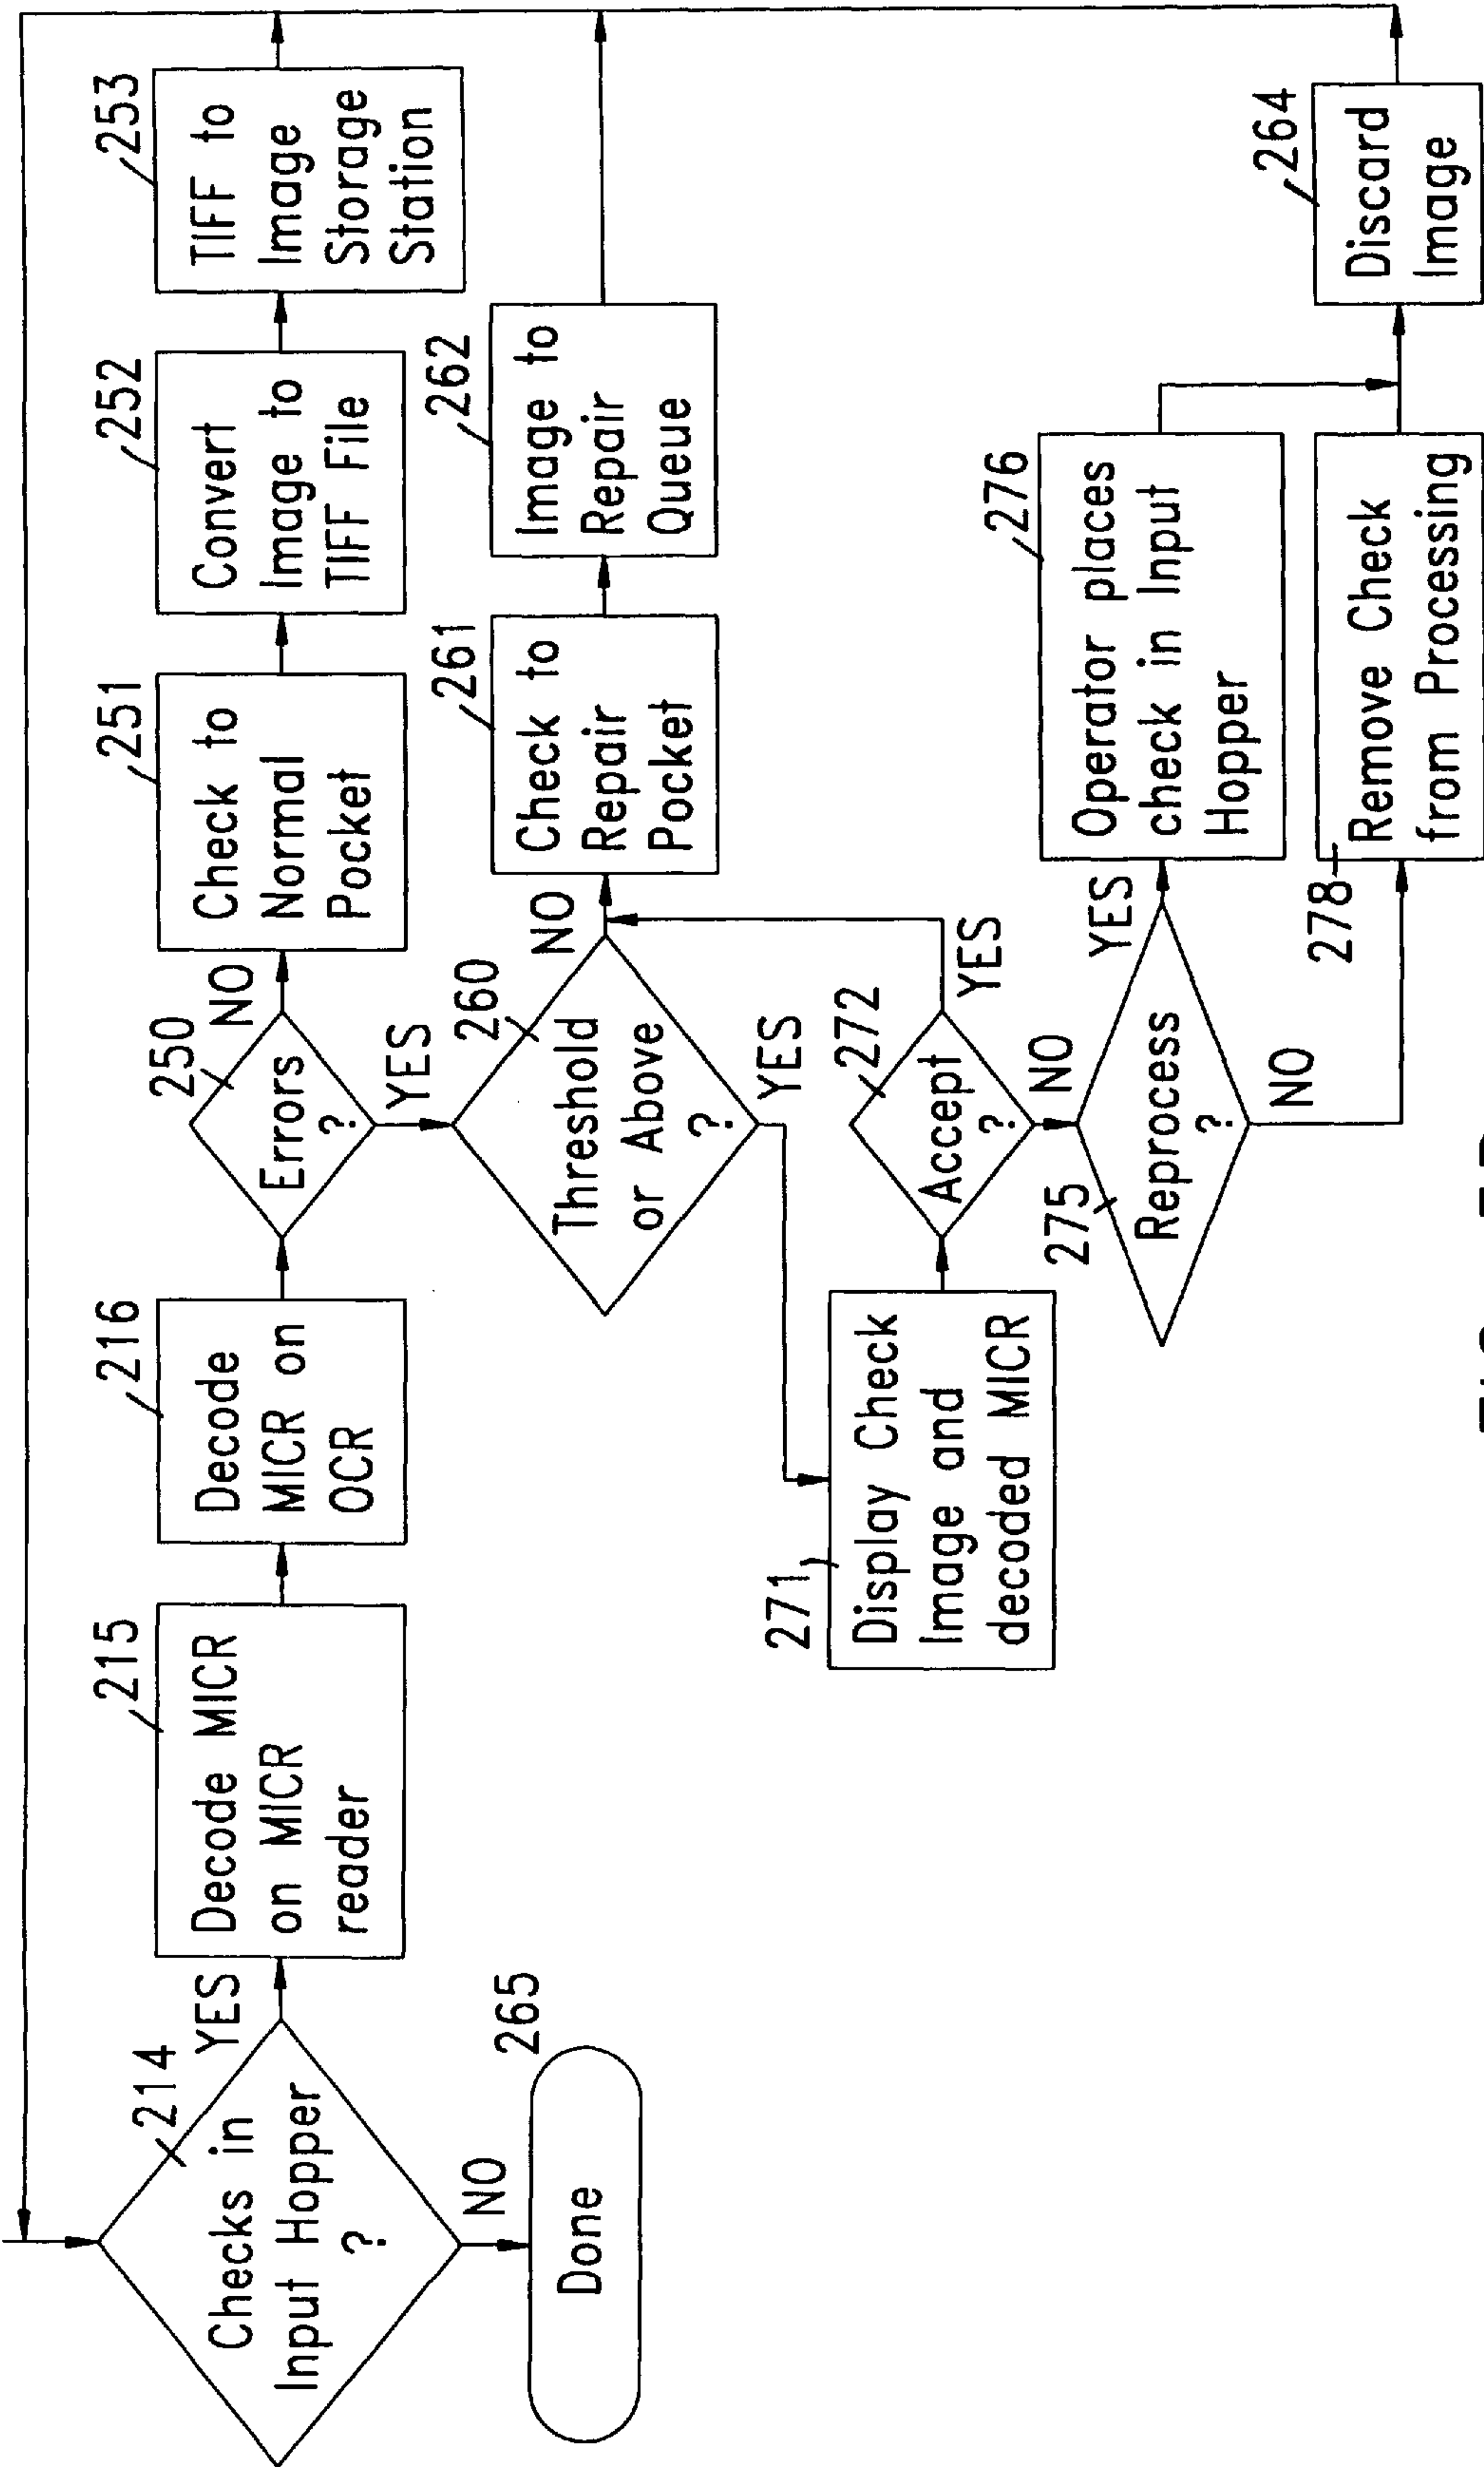 214
Checks in
Input Hopper
?
YES
NO
265
Done
215
Decode MICR
on MICR
reader
216
Decode
MICR on
OCR
250
Errors
?
NO
YES
251
Check to
Normal
Pocket
252
Convert
Image to
TIFF File
253
TIFF to
Image
Storage
Station
260
Threshold
or Above
?
NO
YES
261
Check to
Repair
Pocket
262
Image to
Repair
Queue
271
Display Check
Image and
decoded MICR
272
Accept
?
YES
NO
275
Reprocess
?
YES
NO
276
Operator places
check in Input
Hopper
278
Remove Check
from Processing
264
Discard
Image